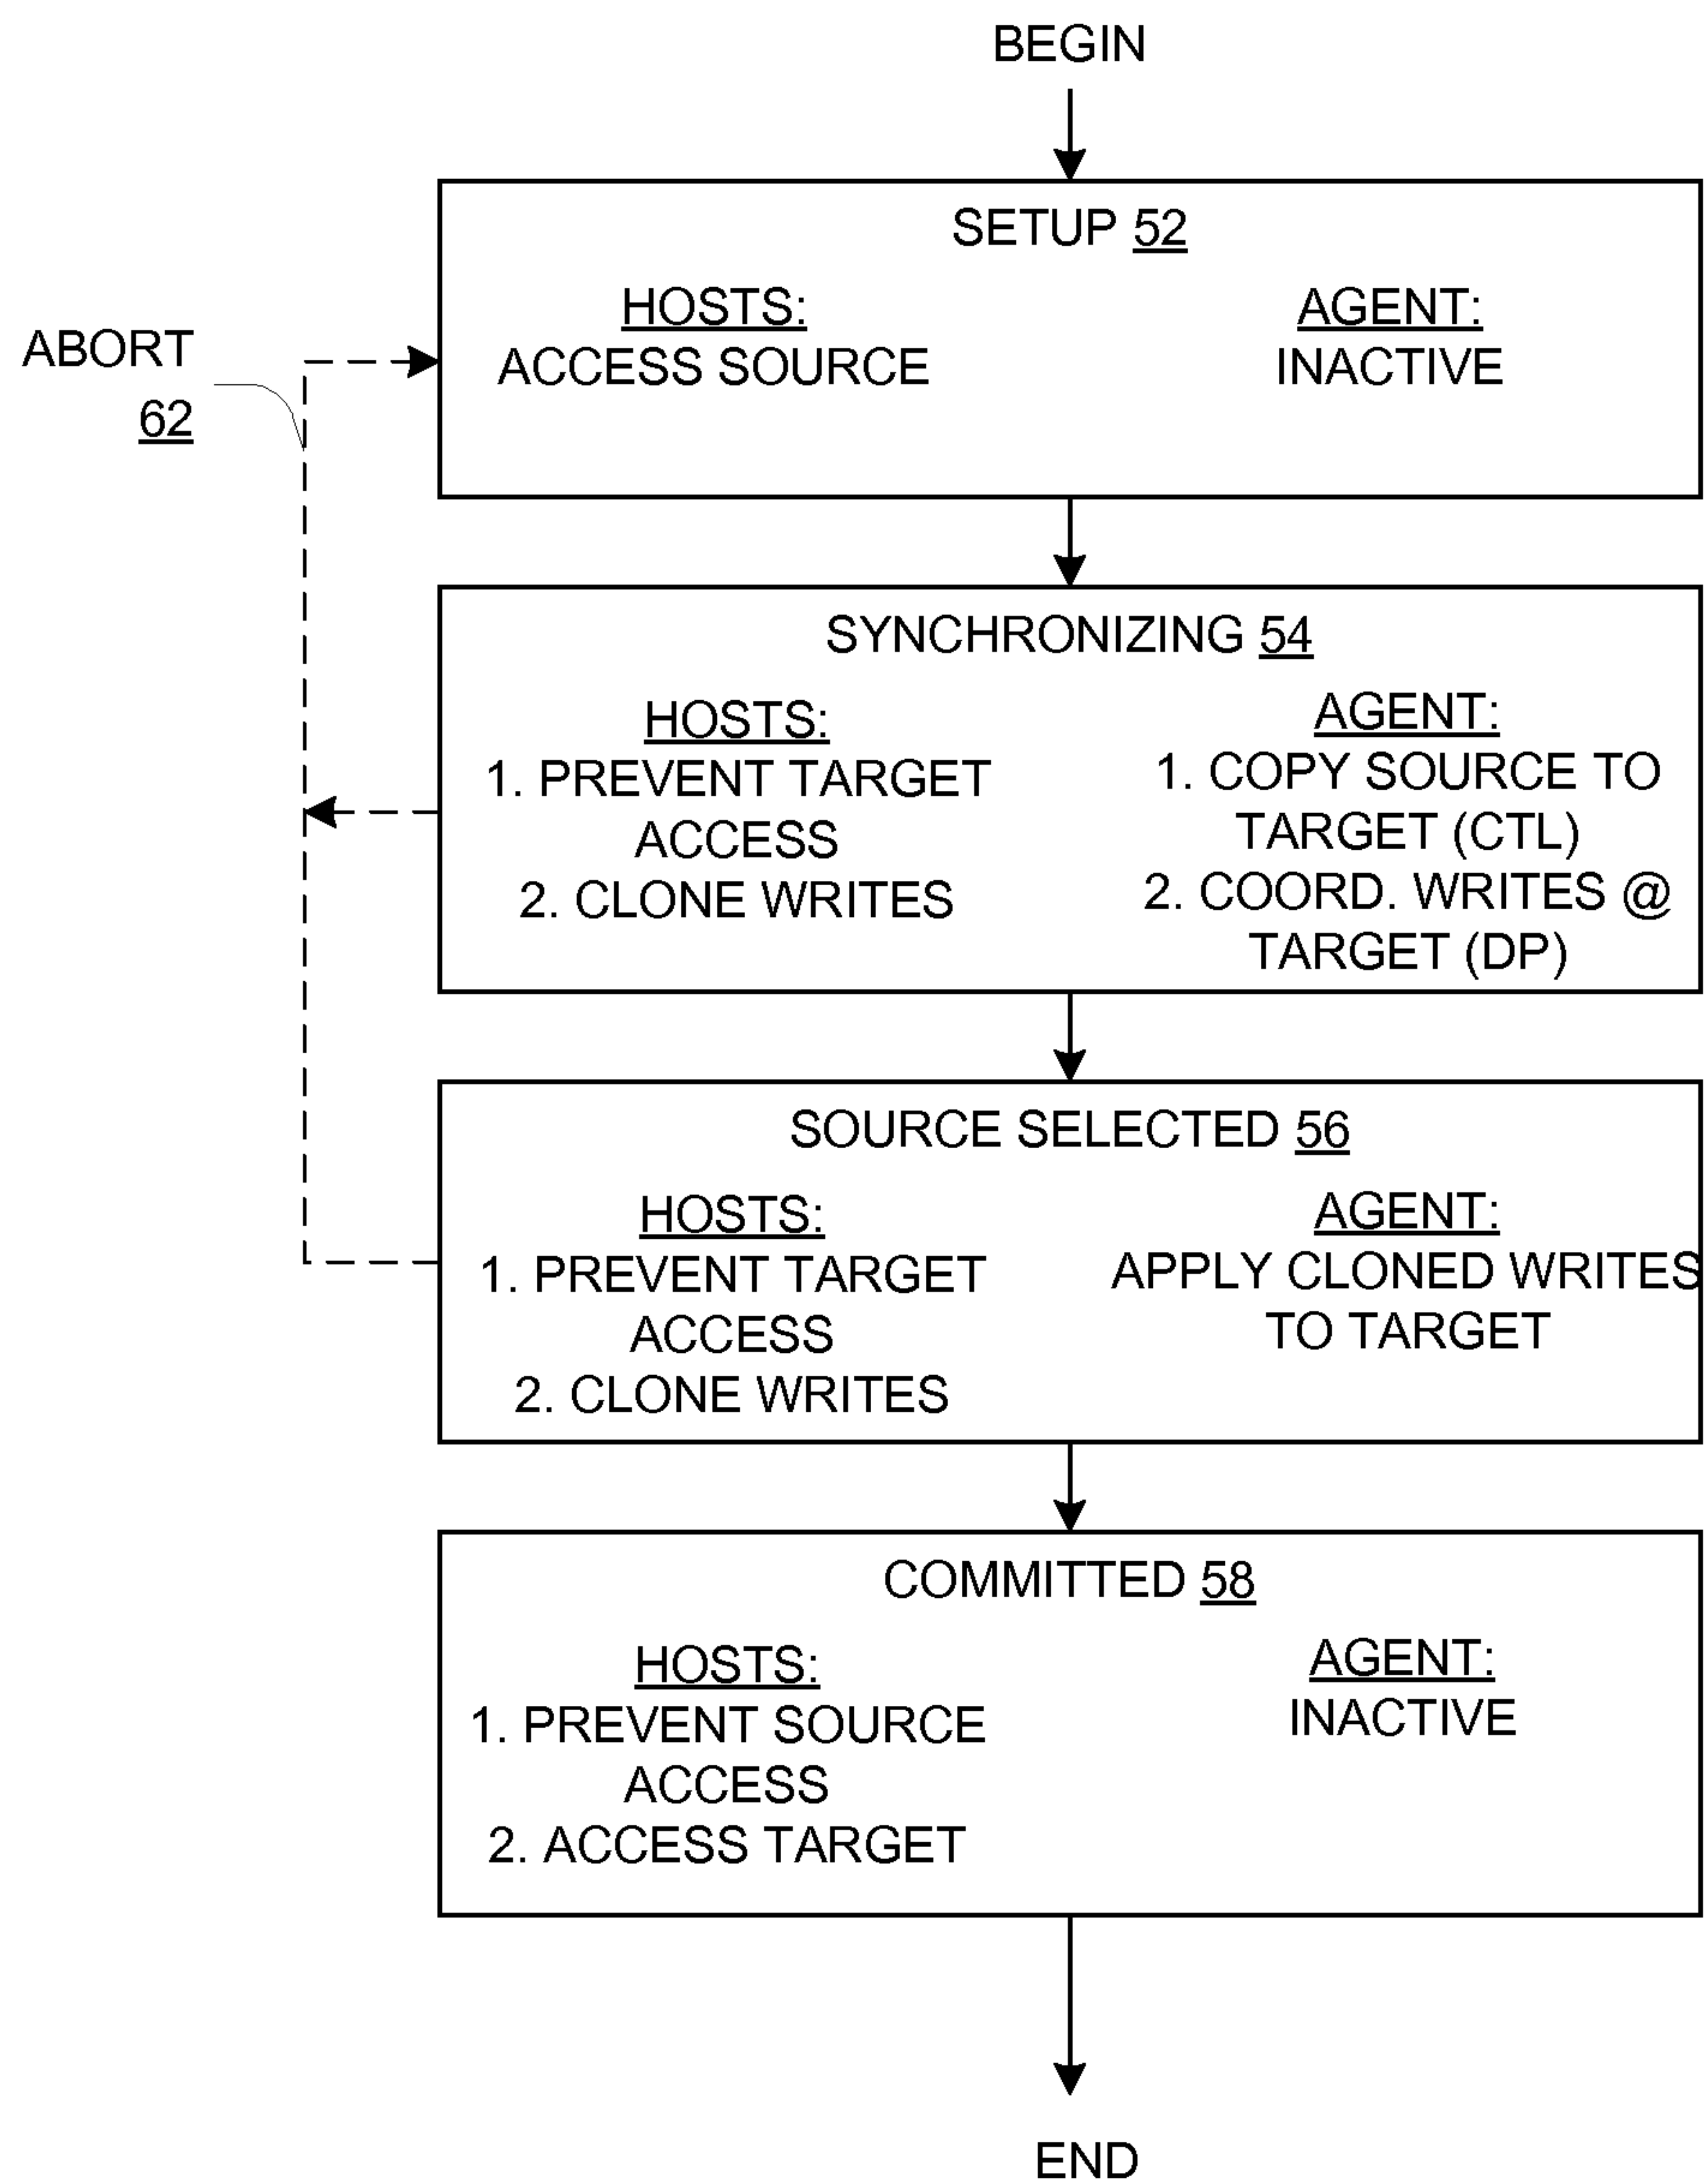 BEGIN
SETUP 52
HOSTS:
ACCESS SOURCE
AGENT:
INACTIVE
ABORT
62
SYNCHRONIZING 54
HOSTS:
1. PREVENT TARGET
ACCESS
2. CLONE WRITES
AGENT:
1. COPY SOURCE TO
TARGET (CTL)
2. COORD. WRITES @
TARGET (DP)
SOURCE SELECTED 56
HOSTS:
1. PREVENT TARGET
ACCESS
2. CLONE WRITES
AGENT:
APPLY CLONED WRITES
TO TARGET
COMMITTED 58
HOSTS:
1. PREVENT SOURCE
ACCESS
2. ACCESS TARGET
AGENT:
INACTIVE
END